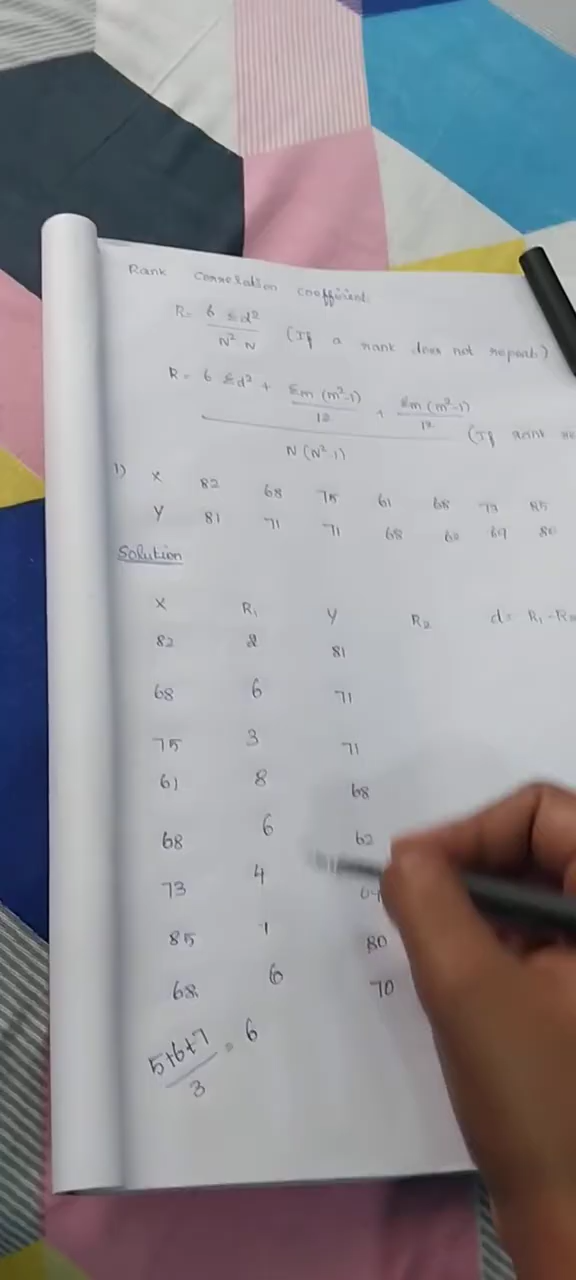 Rank Correlation Coefficient
R = 6 Σd² / N² N (If a rank does not repeats)
R = 6 Σd² + Σm (m²-1) / 12 + Σm (m²-1) / 12 / N (N² 1) (If rank
1) X 82 68 75 61 68 73 85
Y 81 71 71 68 62 69 80
Solution
X R₁ Y R₂ d = R₁ - R
82 2 81
68 6 71
75 3 71
61 8 68
68 6 62
73 4
85 1 80
68 6 70
5+6+7 / 3 = 6